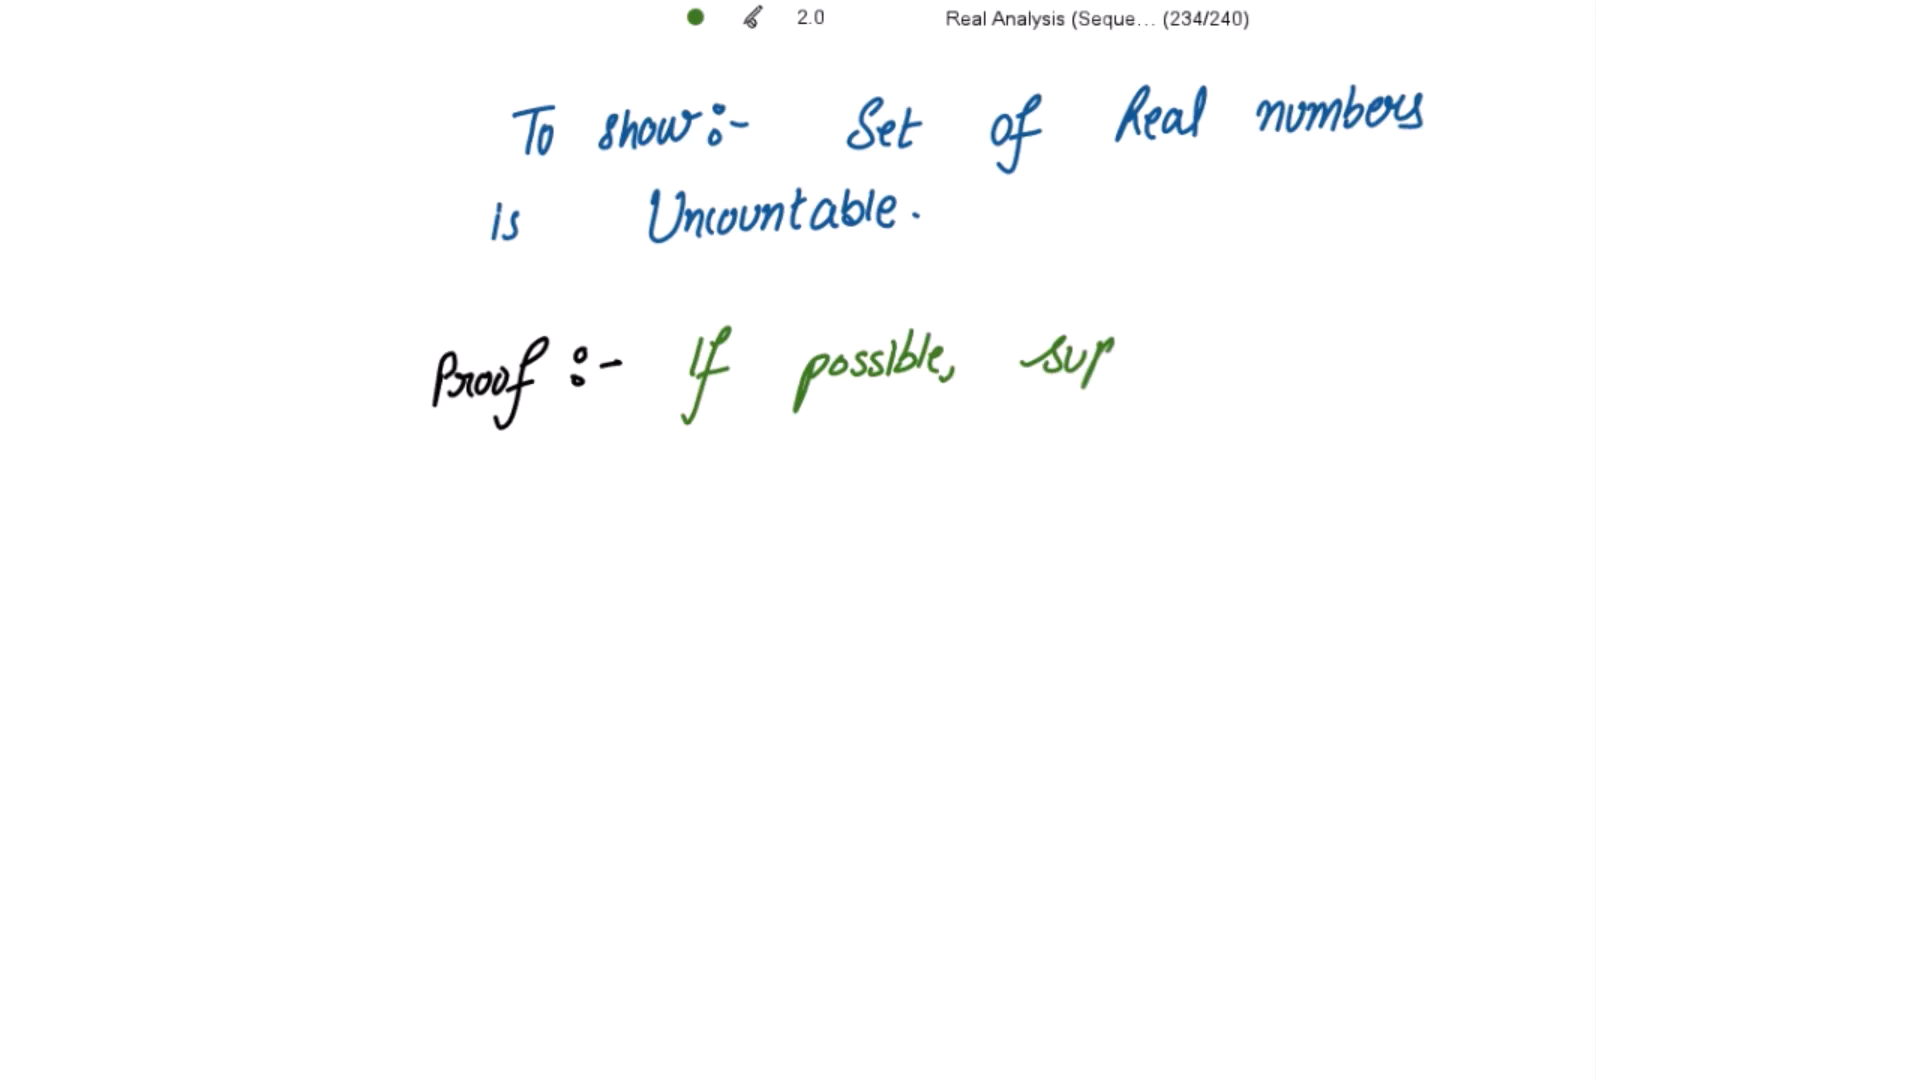 2.0 Real Analysis (Seque... (234/240)
To show:- Set of Real numbers
is Uncountable.
Proof :- If possible, sup